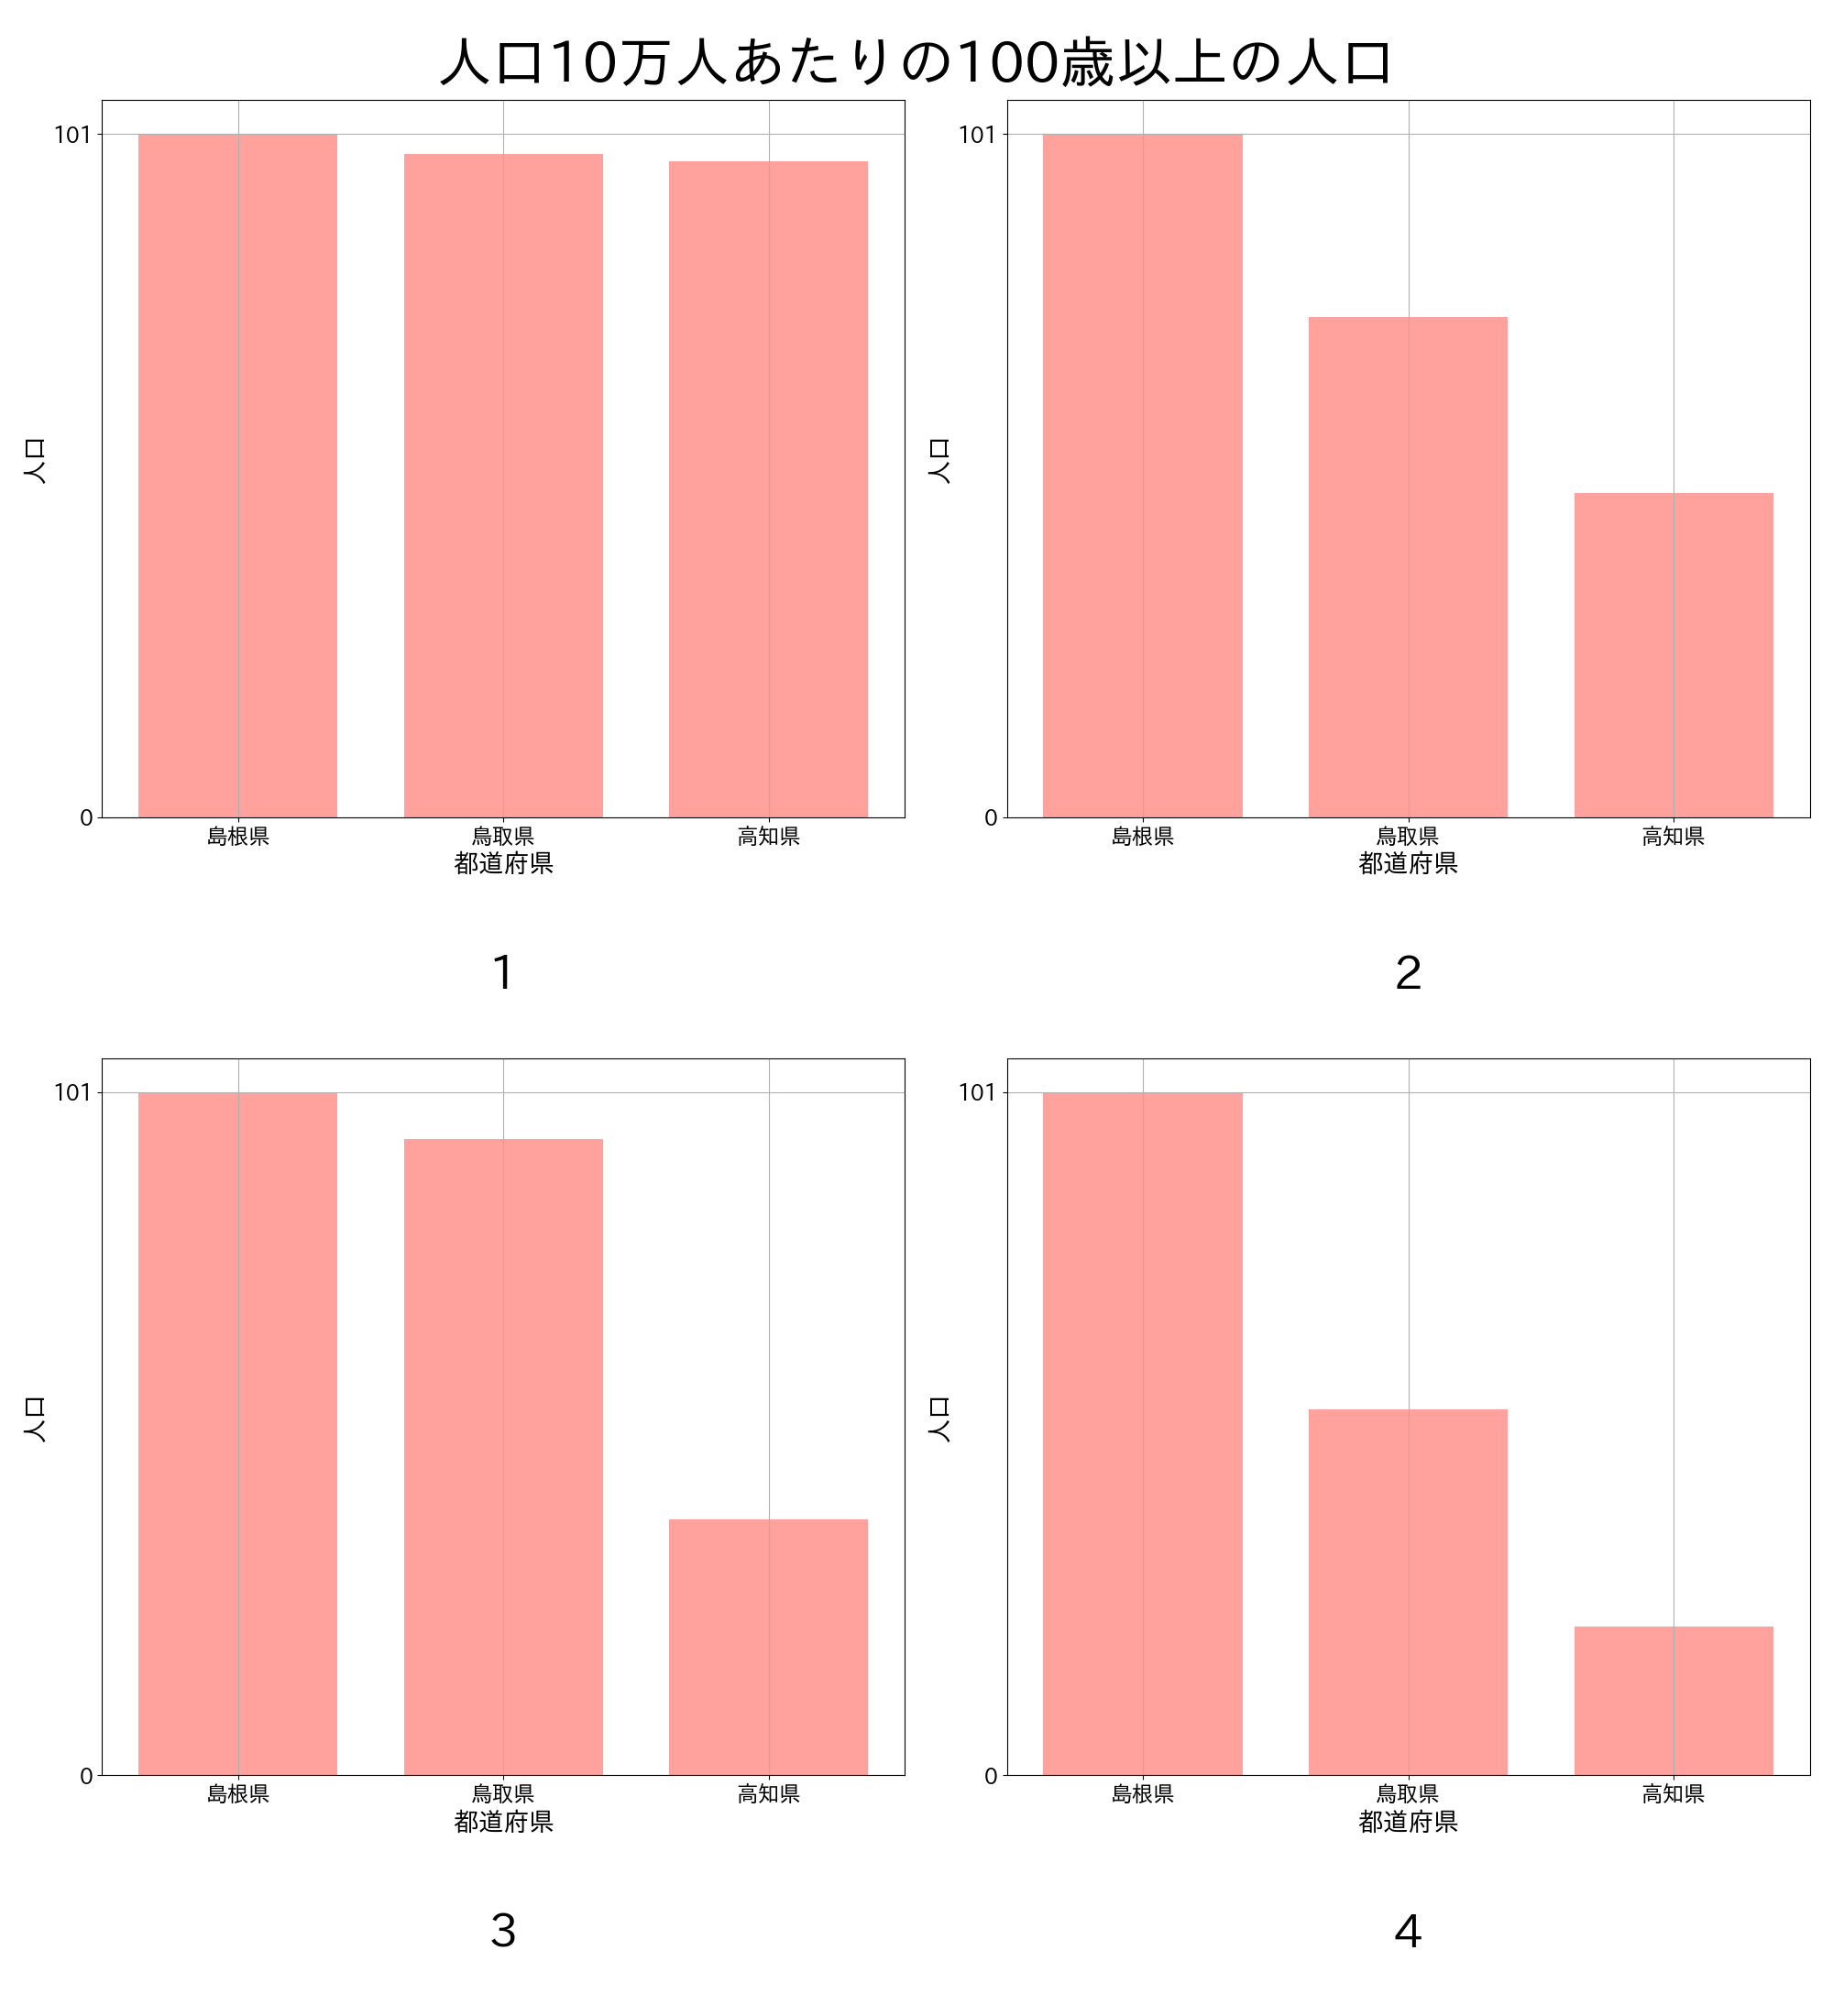 人口10万人あたりの100歳以上の人口
101
0
人口
島根県 鳥取県 高知県
都道府県
1
101
0
人口
島根県 鳥取県 高知県
都道府県
2
101
0
人口
島根県 鳥取県 高知県
都道府県
3
101
0
人口
島根県 鳥取県 高知県
都道府県
4